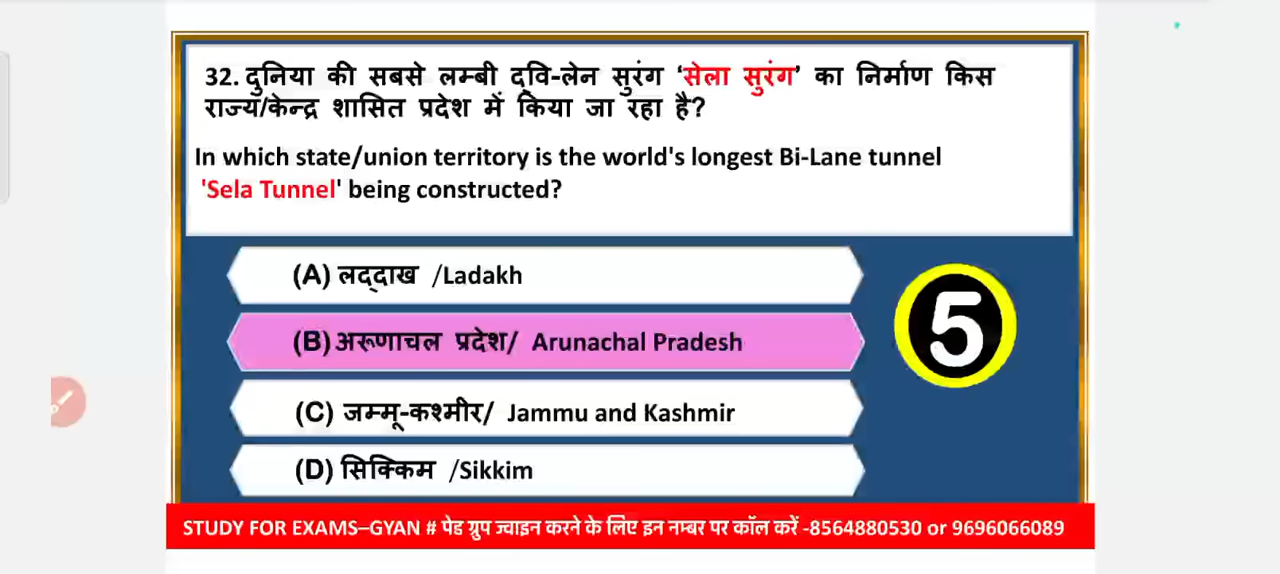 32. दुनिया की सबसे लम्बी द्वि-लेन सुरंग ‘सेला सुरंग’ का निर्माण किस
राज्य/केन्द्र शासित प्रदेश में किया जा रहा है?
In which state/union territory is the world's longest Bi-Lane tunnel
'Sela Tunnel' being constructed?
(A) लद्दाख /Ladakh
(B) अरूणाचल प्रदेश/ Arunachal Pradesh
5
(C) जम्मू-कश्मीर/ Jammu and Kashmir
(D) सिक्किम /Sikkim
STUDY FOR EXAMS–GYAN # पेड ग्रुप ज्वाइन करने के लिए इन नम्बर पर कॉल करें -8564880530 or 9696066089